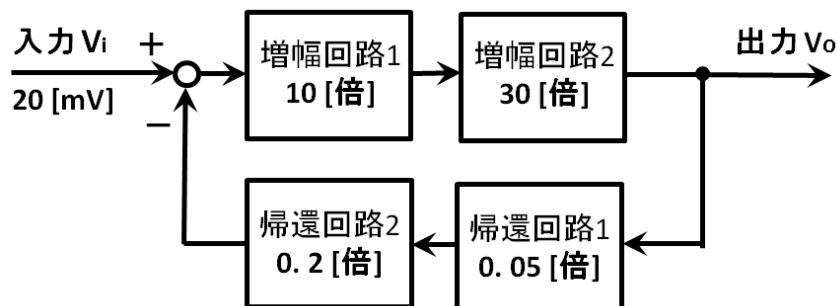 入力 Vi
+
20 [mV]
−
増幅回路1
10 [倍]
増幅回路2
30 [倍]
出力 Vo
帰還回路2
0. 2 [倍]
帰還回路1
0. 05 [倍]